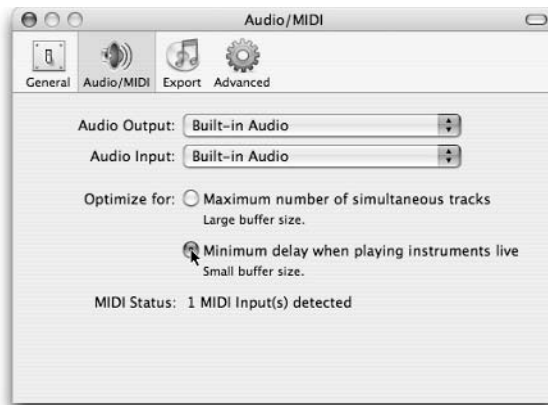 Audio/MIDI
General Audio/MIDI Export Advanced
Audio Output: Built-in Audio
Audio Input: Built-in Audio
Optimize for: Maximum number of simultaneous tracks
Large buffer size.
Minimum delay when playing instruments live
Small buffer size.
MIDI Status: 1 MIDI Input(s) detected